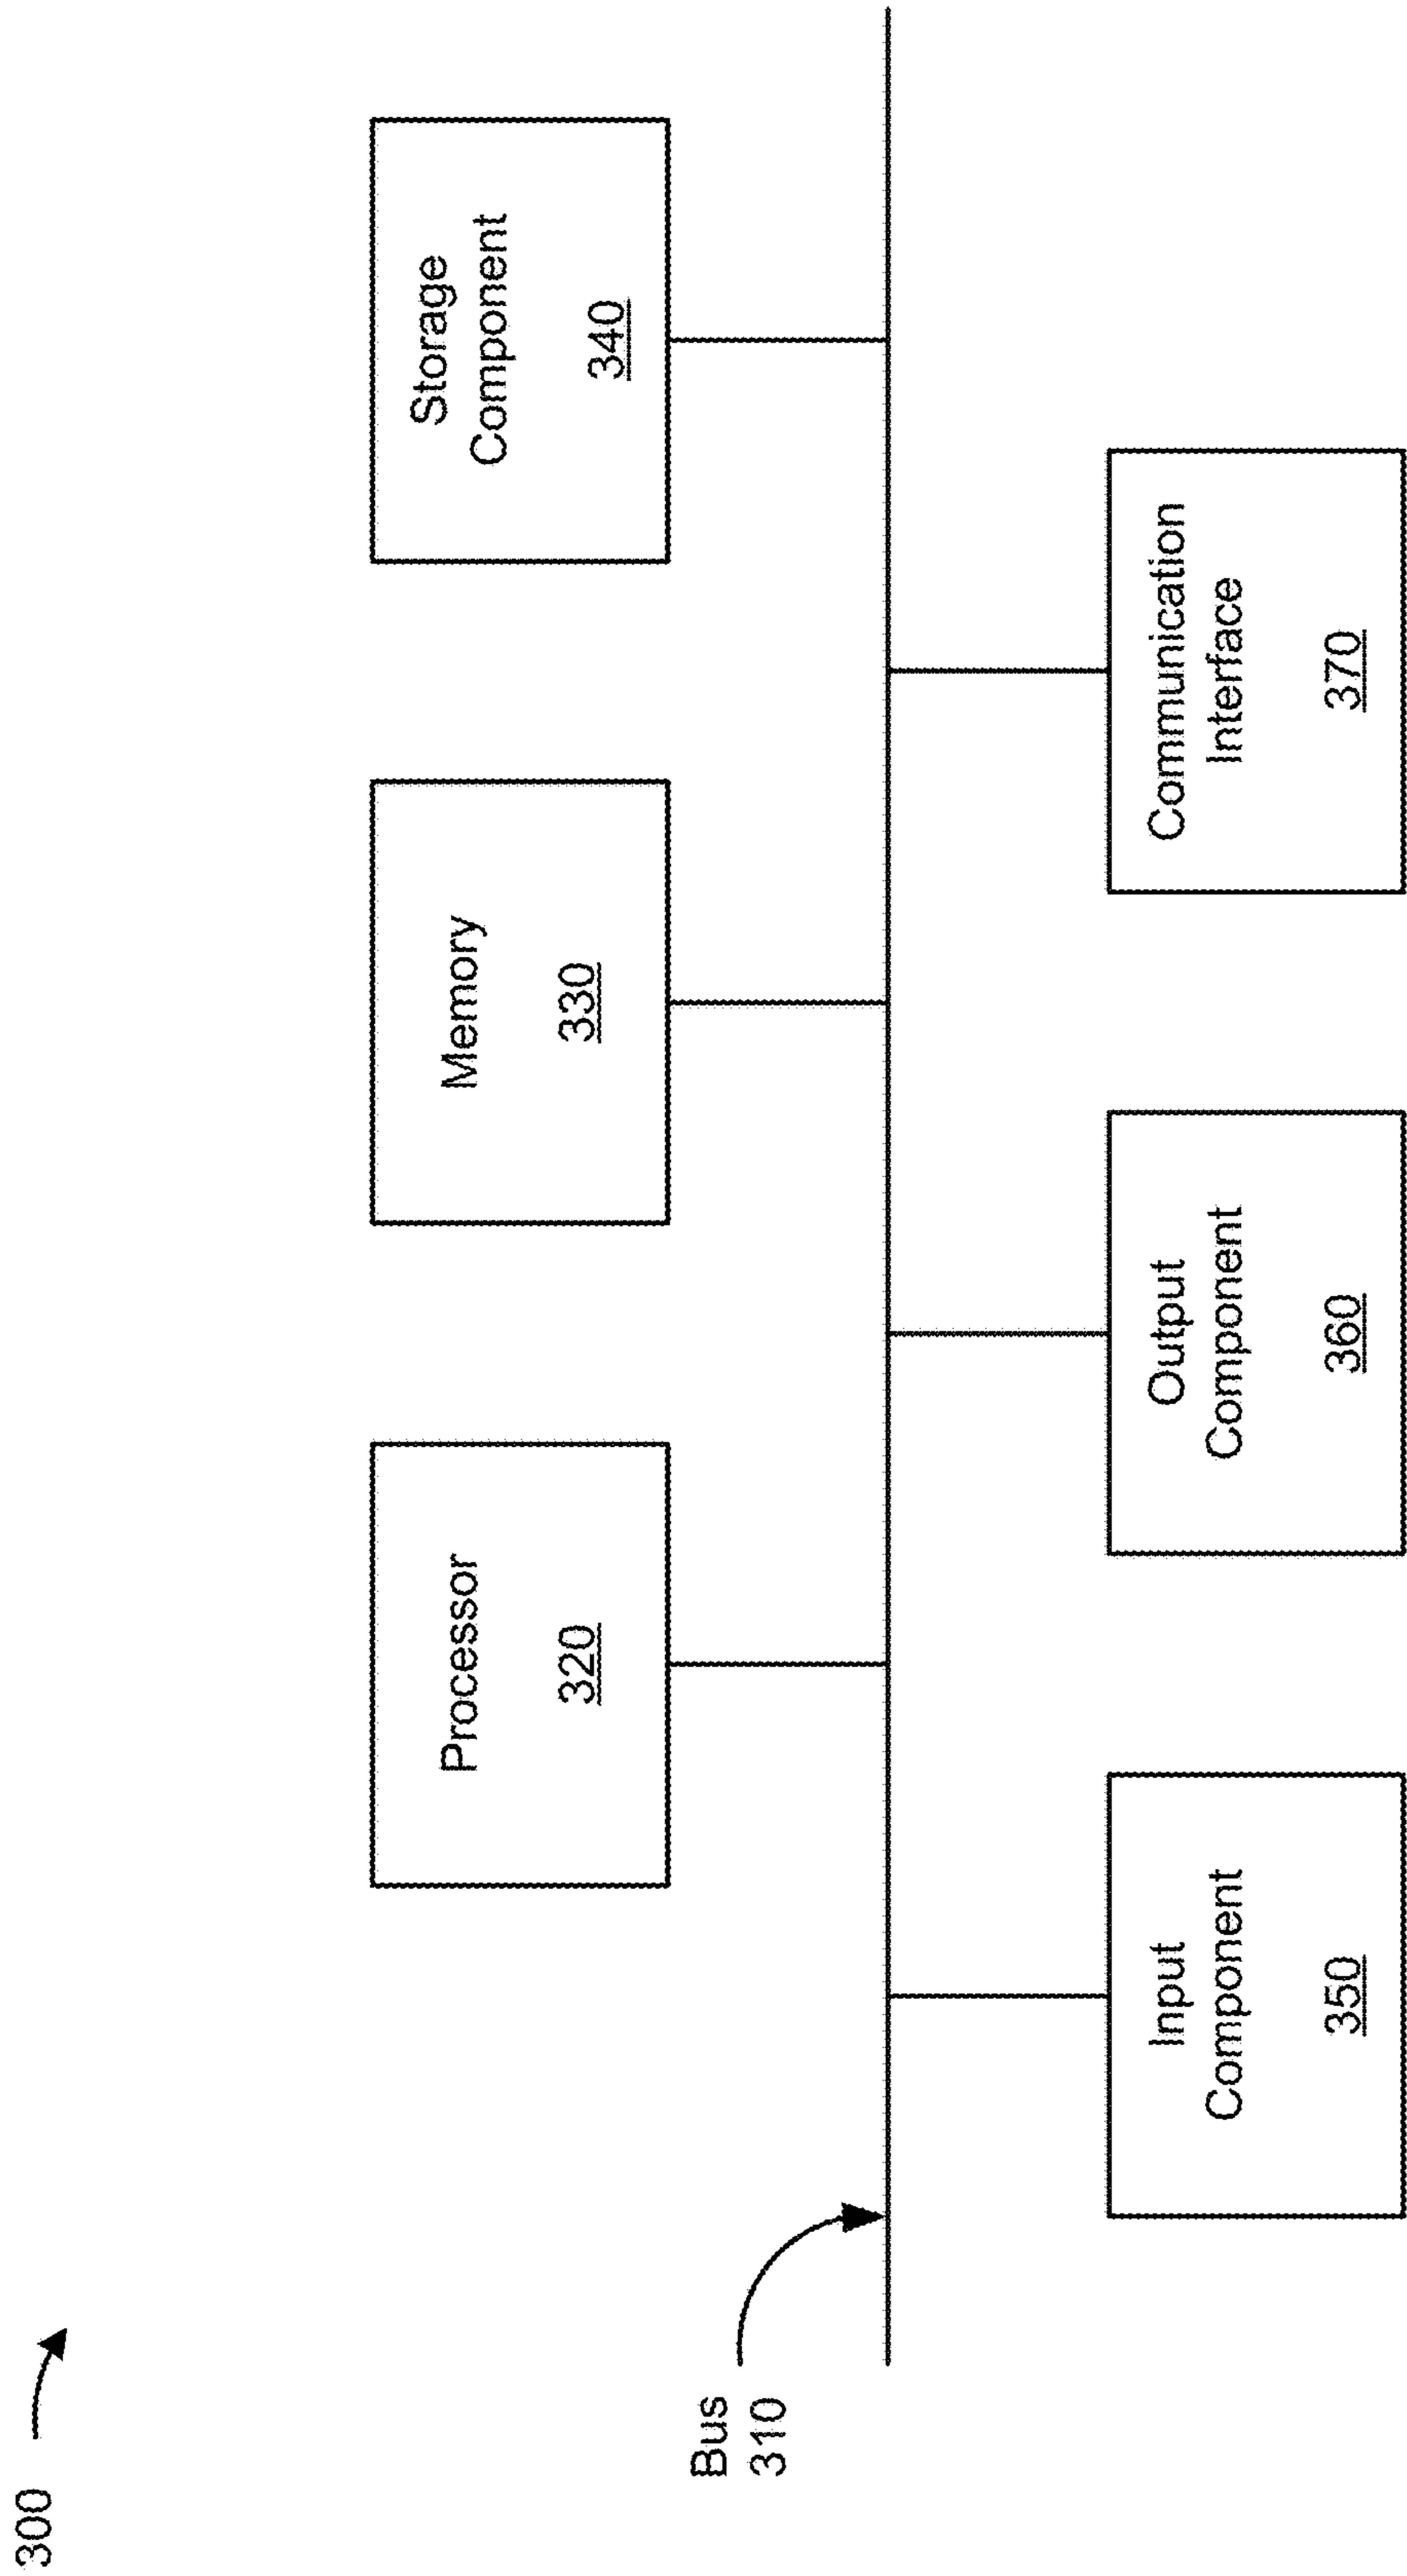 300
Processor
320
Memory
330
Storage
Component
340
Bus
310
Input
Component
350
Output
Component
360
Communication
Interface
370